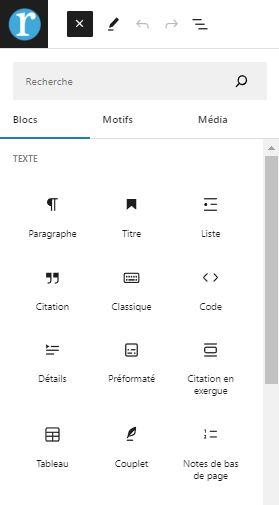 r
Recherche
Blocs Motifs Média
TEXTE
Paragraphe Titre Liste
Citation Classique Code
Détails Préformaté Citation en
exergue
Tableau Couplet Notes de bas
de page